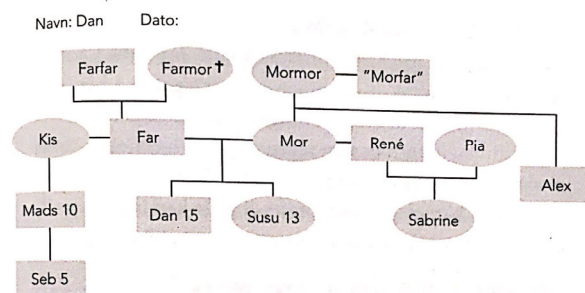 Navn: Dan Dato:
Farfar Farmor† Mormor "Morfar"
Kis Far Mor René Pia
Alex
Mads 10 Dan 15 Susu 13 Sabrine
Seb 5